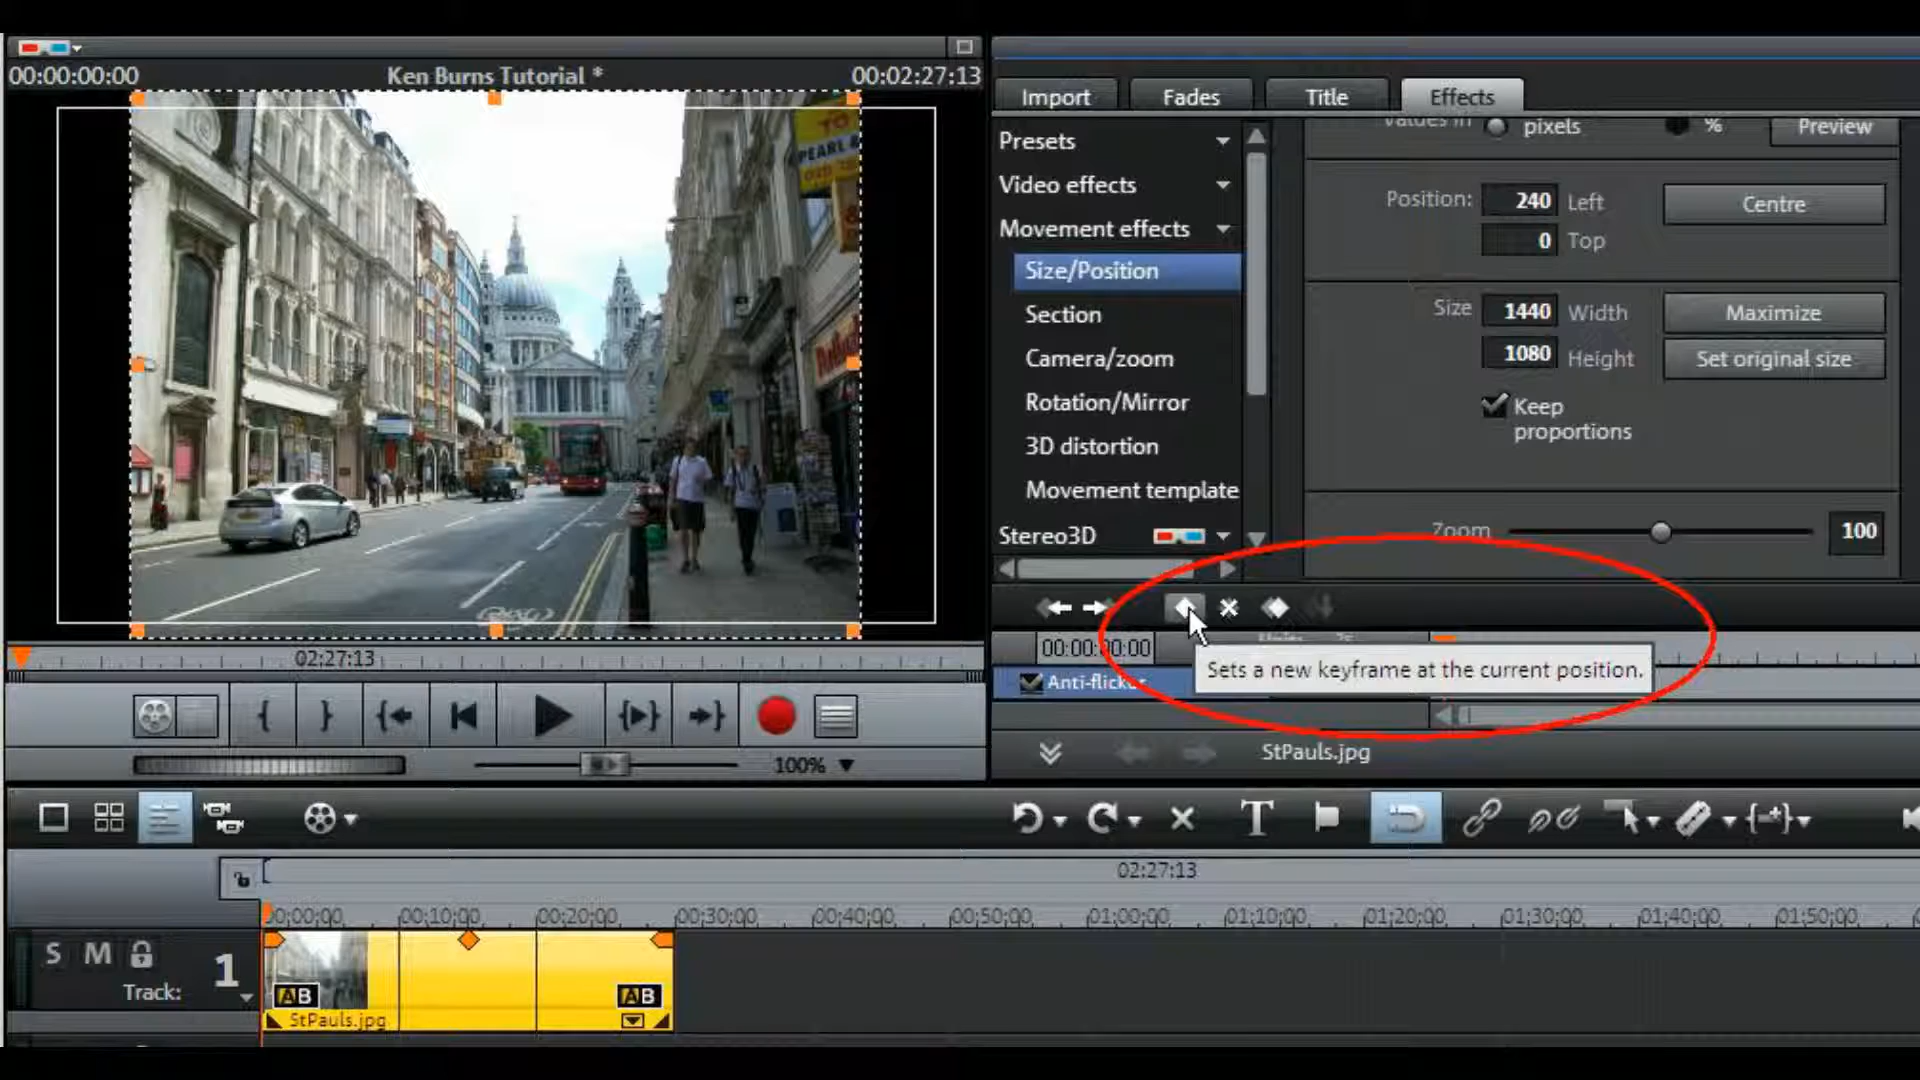 00:00:00:00
Ken Burns Tutorial *
00:02:27:13
TO
PEARL &
Import
Fades
Title
Effects
Presets
Video effects
Movement effects
Size/Position
Section
Camera/zoom
Rotation/Mirror
3D distortion
Movement template
Stereo3D
Values in
pixels
%
Preview
Position:
240
Left
0
Top
Centre
Size
1440
Width
1080
Height
Maximize
Set original size
Keep
proportions
Zoom
100
00:00:00:00
Sets a new keyframe at the current position.
Anti-flicker
StPauls.jpg
02:27:13
100%
T
02:27:13
00;00;00
00;10;00
00;20;00
00;30;00
00;40;00
00;50;00
01;00;00
01;10;00
01;20;00
01;30;00
01;40;00
01;50;00
S
M
Track:
1
AB
AB
StPauls.jpg